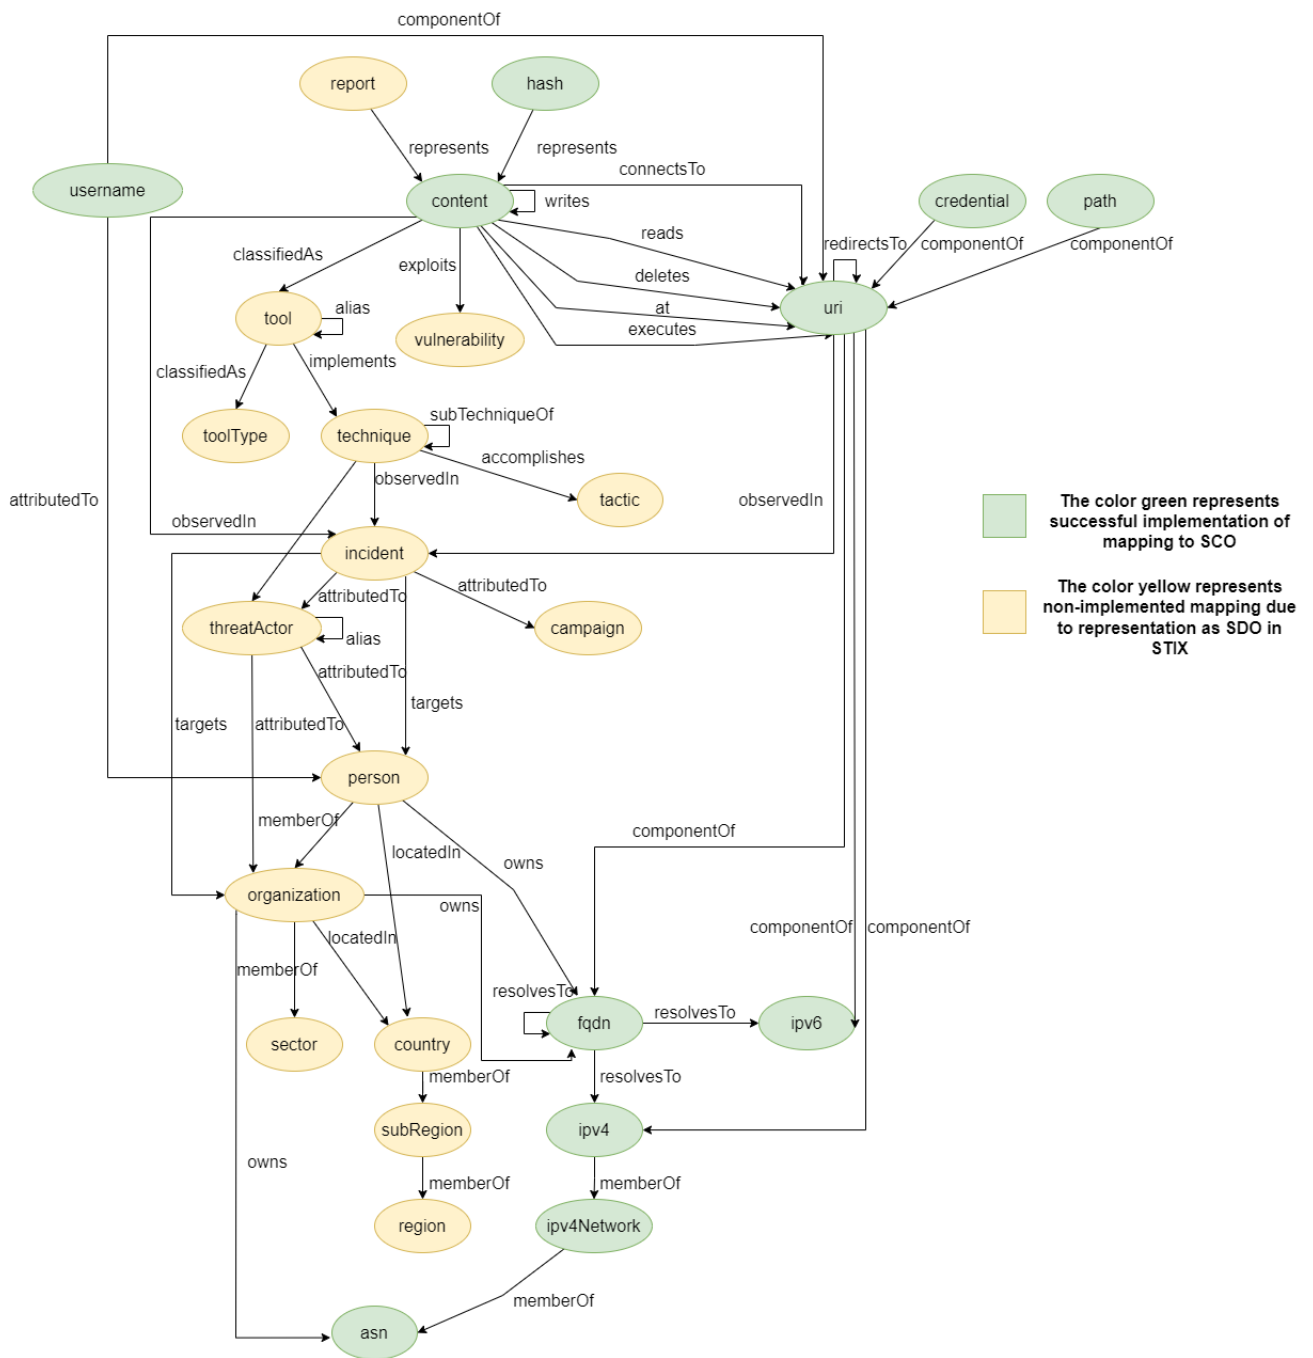 componentOf
report
hash
represents
represents
connectsTo
username
content
writes
credential
path
reads
redirectsTo
componentOf
componentOf
classifiedAs
exploits
deletes
at
executes
uri
tool
alias
vulnerability
implements
classifiedAs
subTechniqueOf
toolType
technique
accomplishes
observedIn
tactic
attributedTo
observedIn
observedIn
The color green represents
successful implementation of
mapping to SCO
incident
attributedTo
attributedTo
The color yellow represents
non-implemented mapping due
to representation as SDO in
STIX
threatActor
alias
campaign
attributedTo
targets
targets
attributedTo
person
memberOf
componentOf
locatedIn
owns
organization
owns
locatedIn
componentOf
componentOf
memberOf
resolvesTo
resolvesTo
sector
country
fqdn
ipv6
memberOf
resolvesTo
subRegion
ipv4
owns
memberOf
memberOf
region
ipv4Network
memberOf
asn